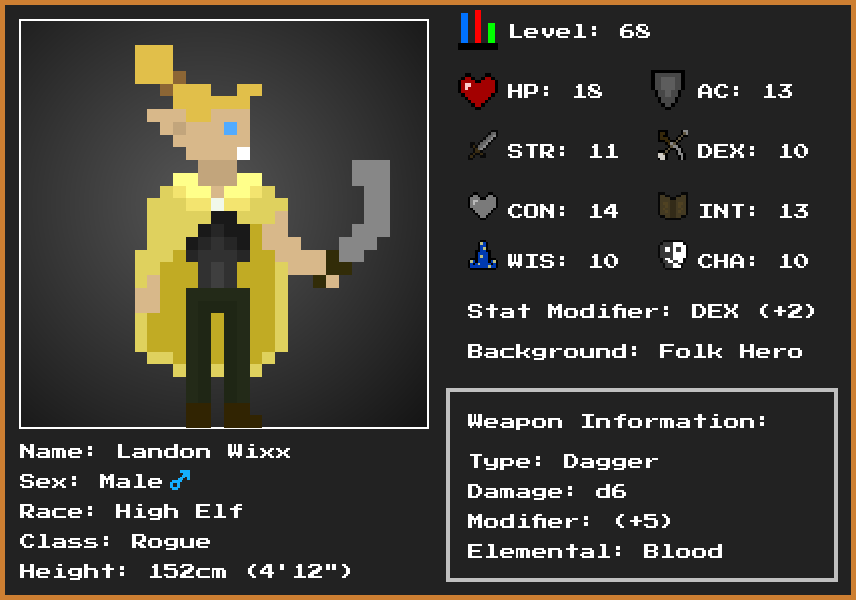 Level: 68
HP: 18 AC: 13
STR: 11 DEX: 10
CON: 14 INT: 13
WIS: 10 CHA: 10
Stat Modifier: DEX (+2)
Background: Folk Hero
Weapon Information:
Type: Dagger
Damage: d6
Modifier: (+5)
Elemental: Blood
Name: Landon Wixx
Sex: Male♂
Race: High Elf
Class: Rogue
Height: 152cm (4'12")